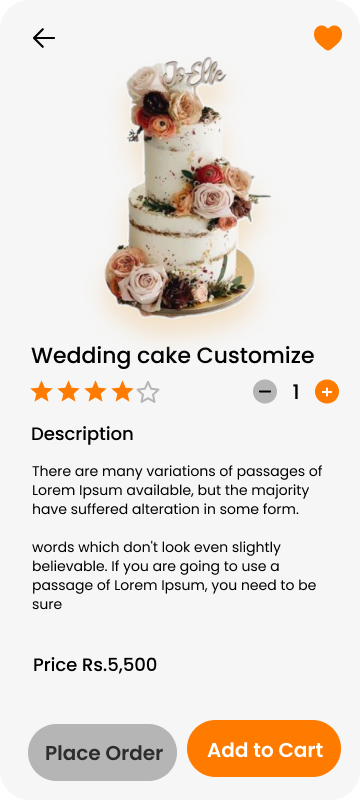 Wedding cake Customize
1
Description
There are many variations of passages of
Lorem Ipsum available, but the majority
have suffered alteration in some form.
words which don't look even slightly
believable. If you are going to use a
passage of Lorem Ipsum, you need to be
sure
Price Rs.5,500
Place Order
Add to Cart